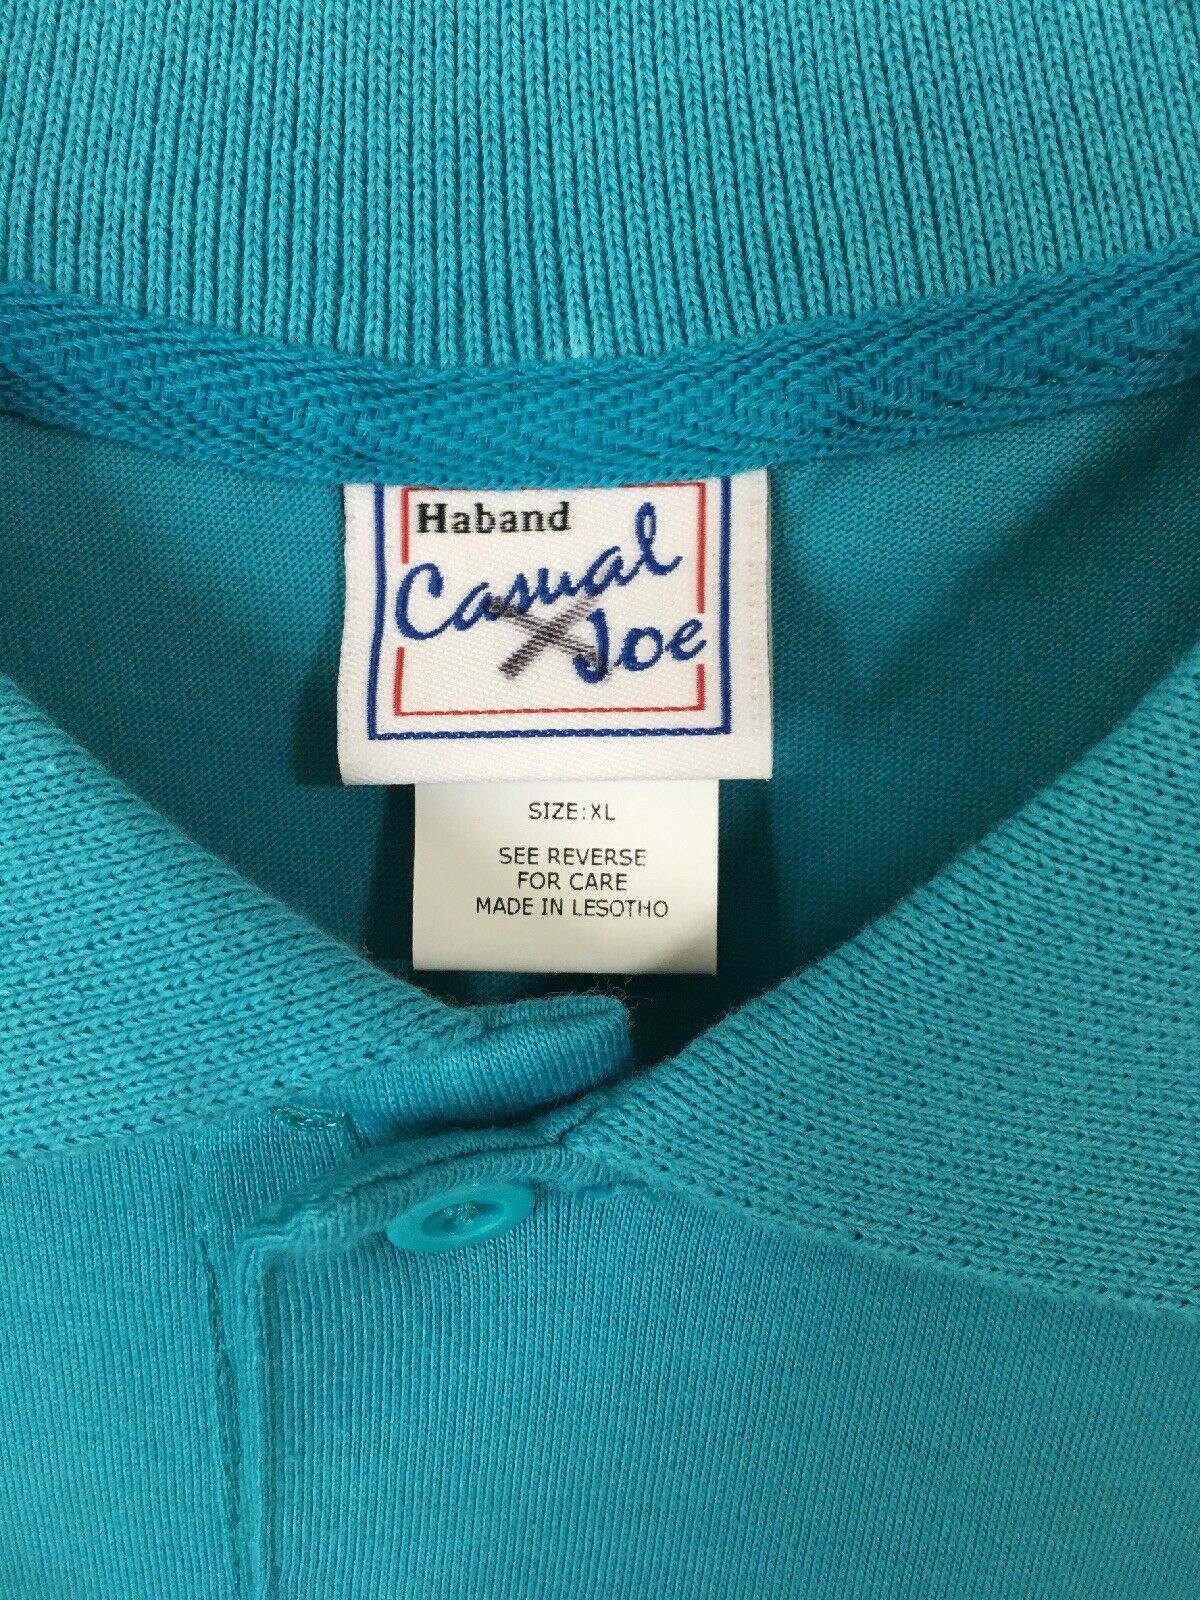 Haband
Casual
Joe
SIZE: XL
SEE REVERSE
FOR CARE
MADE IN LESOTHO